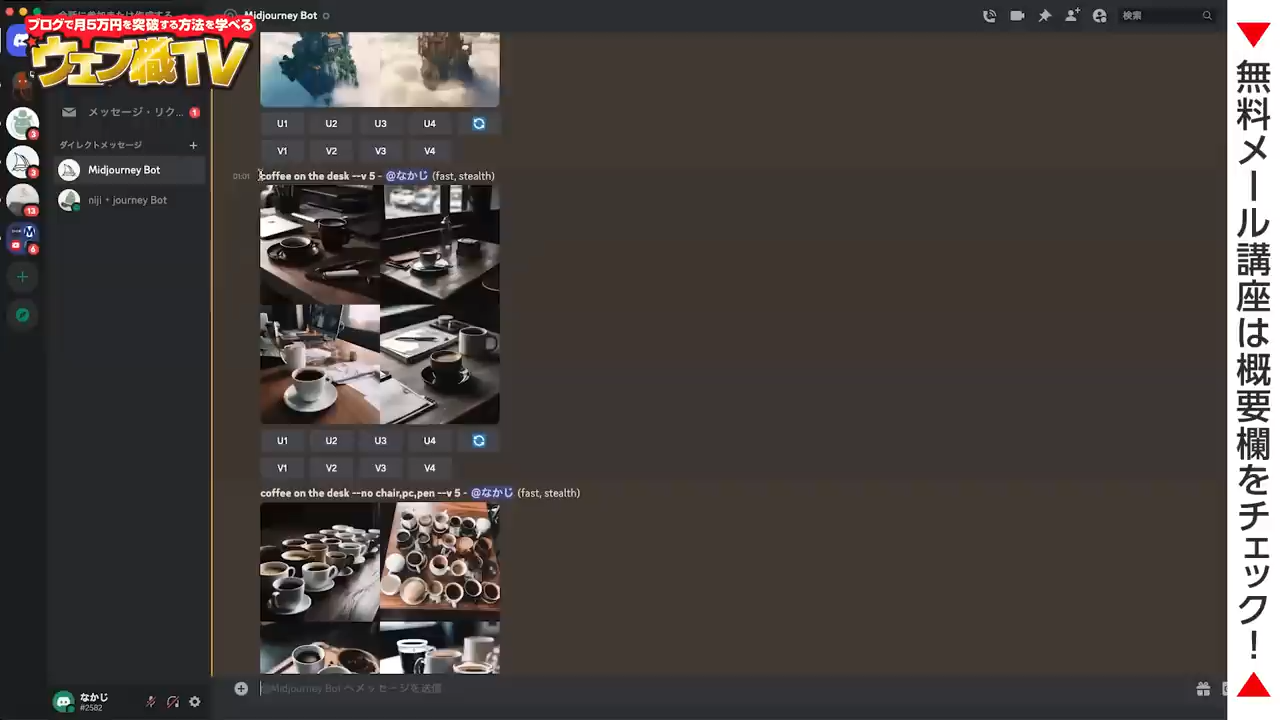 ブログで月5万円を突破する方法を学べる
ウェブ職TV
Midjourney Bot
検索
メッセージ・リク...
1
ダイレクトメッセージ
Midjourney Bot
niji・journey Bot
3
3
13
6
U1 U2 U3 U4
V1 V2 V3 V4
01:01
coffee on the desk --v 5 - @なかじ (fast, stealth)
U1 U2 U3 U4
V1 V2 V3 V4
coffee on the desk --no chair,pc,pen --v 5 - @なかじ (fast, stealth)
@Midjourney Bot へメッセージを送信
なかじ
#2582
無料メール講座は概要欄をチェック！